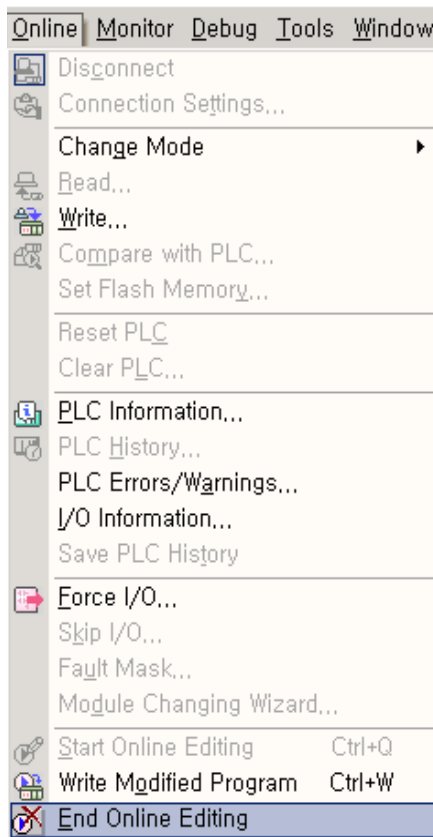 Online Monitor Debug Tools Window
Disconnect
Connection Settings...
Change Mode
Read...
Write...
Compare with PLC...
Set Flash Memory...
Reset PLC
Clear PLC...
PLC Information...
PLC History...
PLC Errors/Warnings...
I/O Information...
Save PLC History
Force I/O...
Skip I/O...
Fault Mask...
Module Changing Wizard...
Start Online Editing Ctrl+Q
Write Modified Program Ctrl+W
End Online Editing